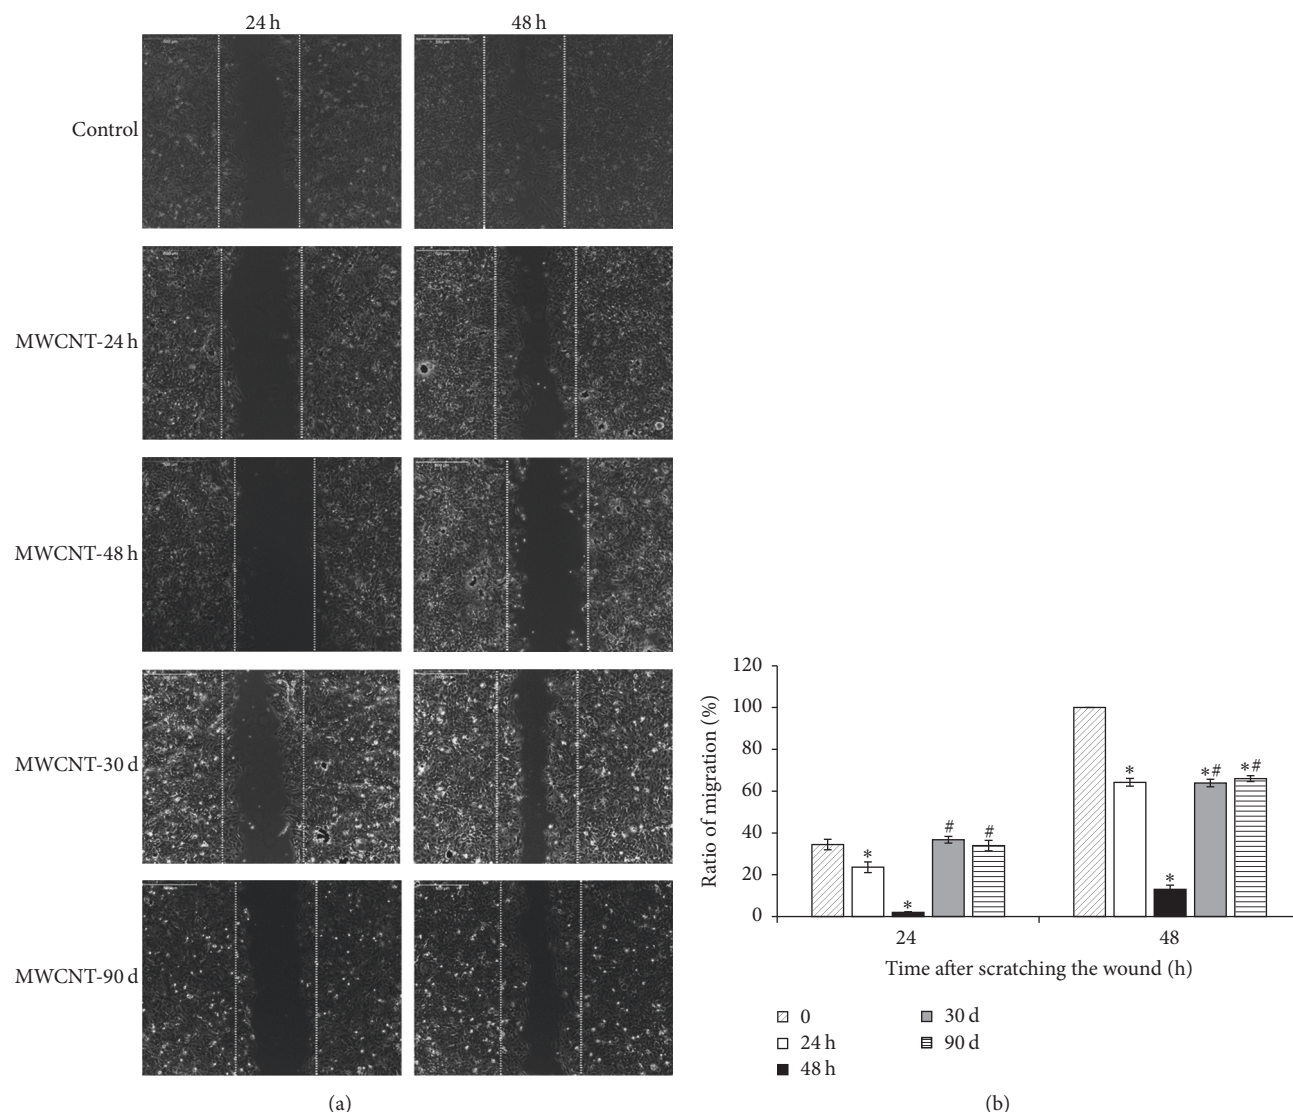 24 h 48 h
Control
MWCNT-24 h
MWCNT-48 h
MWCNT-30 d
MWCNT-90 d
(a)
120
100
80
60
40
20
0
Ratio of migration (%)
* * # #
* * *# *#
24 48
Time after scratching the wound (h)
0 30 d
24 h 90 d
48 h
(b)